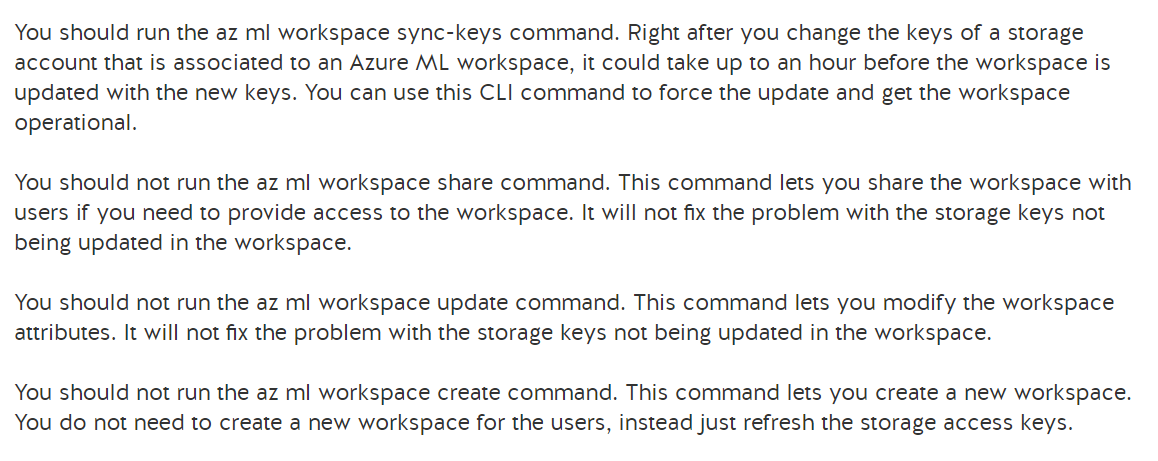 You should run the az ml workspace sync-keys command. Right after you change the keys of a storage
account that is associated to an Azure ML workspace, it could take up to an hour before the workspace is
updated with the new keys. You can use this CLI command to force the update and get the workspace
operational.
You should not run the az ml workspace share command. This command lets you share the workspace with
users if you need to provide access to the workspace. It will not fix the problem with the storage keys not
being updated in the workspace.
You should not run the az ml workspace update command. This command lets you modify the workspace
attributes. It will not fix the problem with the storage keys not being updated in the workspace.
You should not run the az ml workspace create command. This command lets you create a new workspace.
You do not need to create a new workspace for the users, instead just refresh the storage access keys.